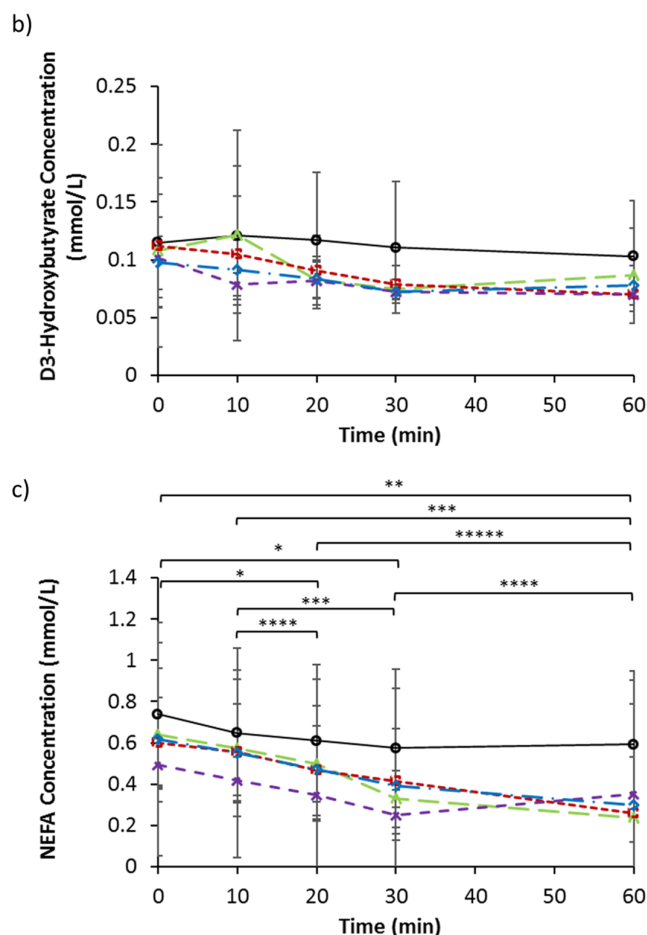 b)
D3-Hydroxybutyrate Concentration
(mmol/L)
0.25
0.2
0.15
0.1
0.05
0
0 10 20 30 40 50 60
Time (min)
c)
**
***
*****
*
*
****
***
****
NEFA Concentration (mmol/L)
1.4
1.2
1
0.8
0.6
0.4
0.2
0
0 10 20 30 40 50 60
Time (min)